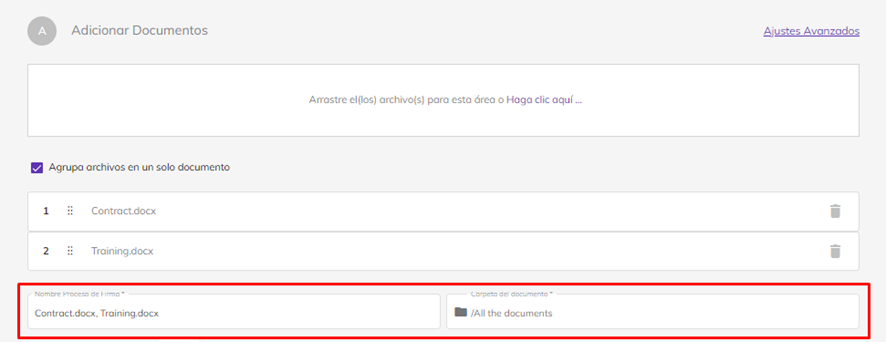 A Adicionar Documentos Ajustes Avanzados
Arrastre el(los) archivo(s) para esta área o Haga clic aquí ...
Agrupa archivos en un solo documento
1 Contract.docx
2 Training.docx
Nombre Proceso de Firma * Carpeta del documento *
Contract.docx, Training.docx /All the documents